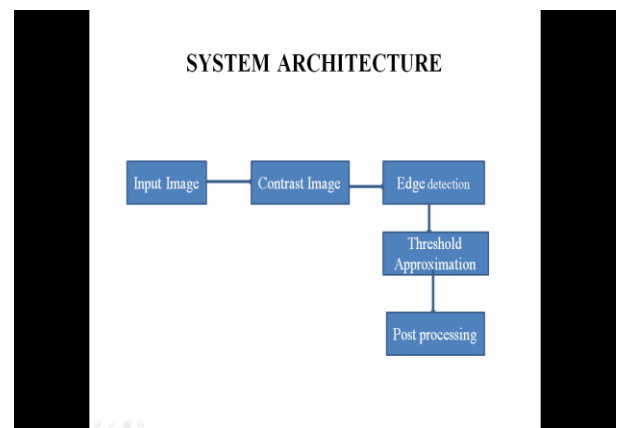 SYSTEM ARCHITECTURE
Input Image
Contrast Image
Edge detection
Threshold
Approximation
Post processing